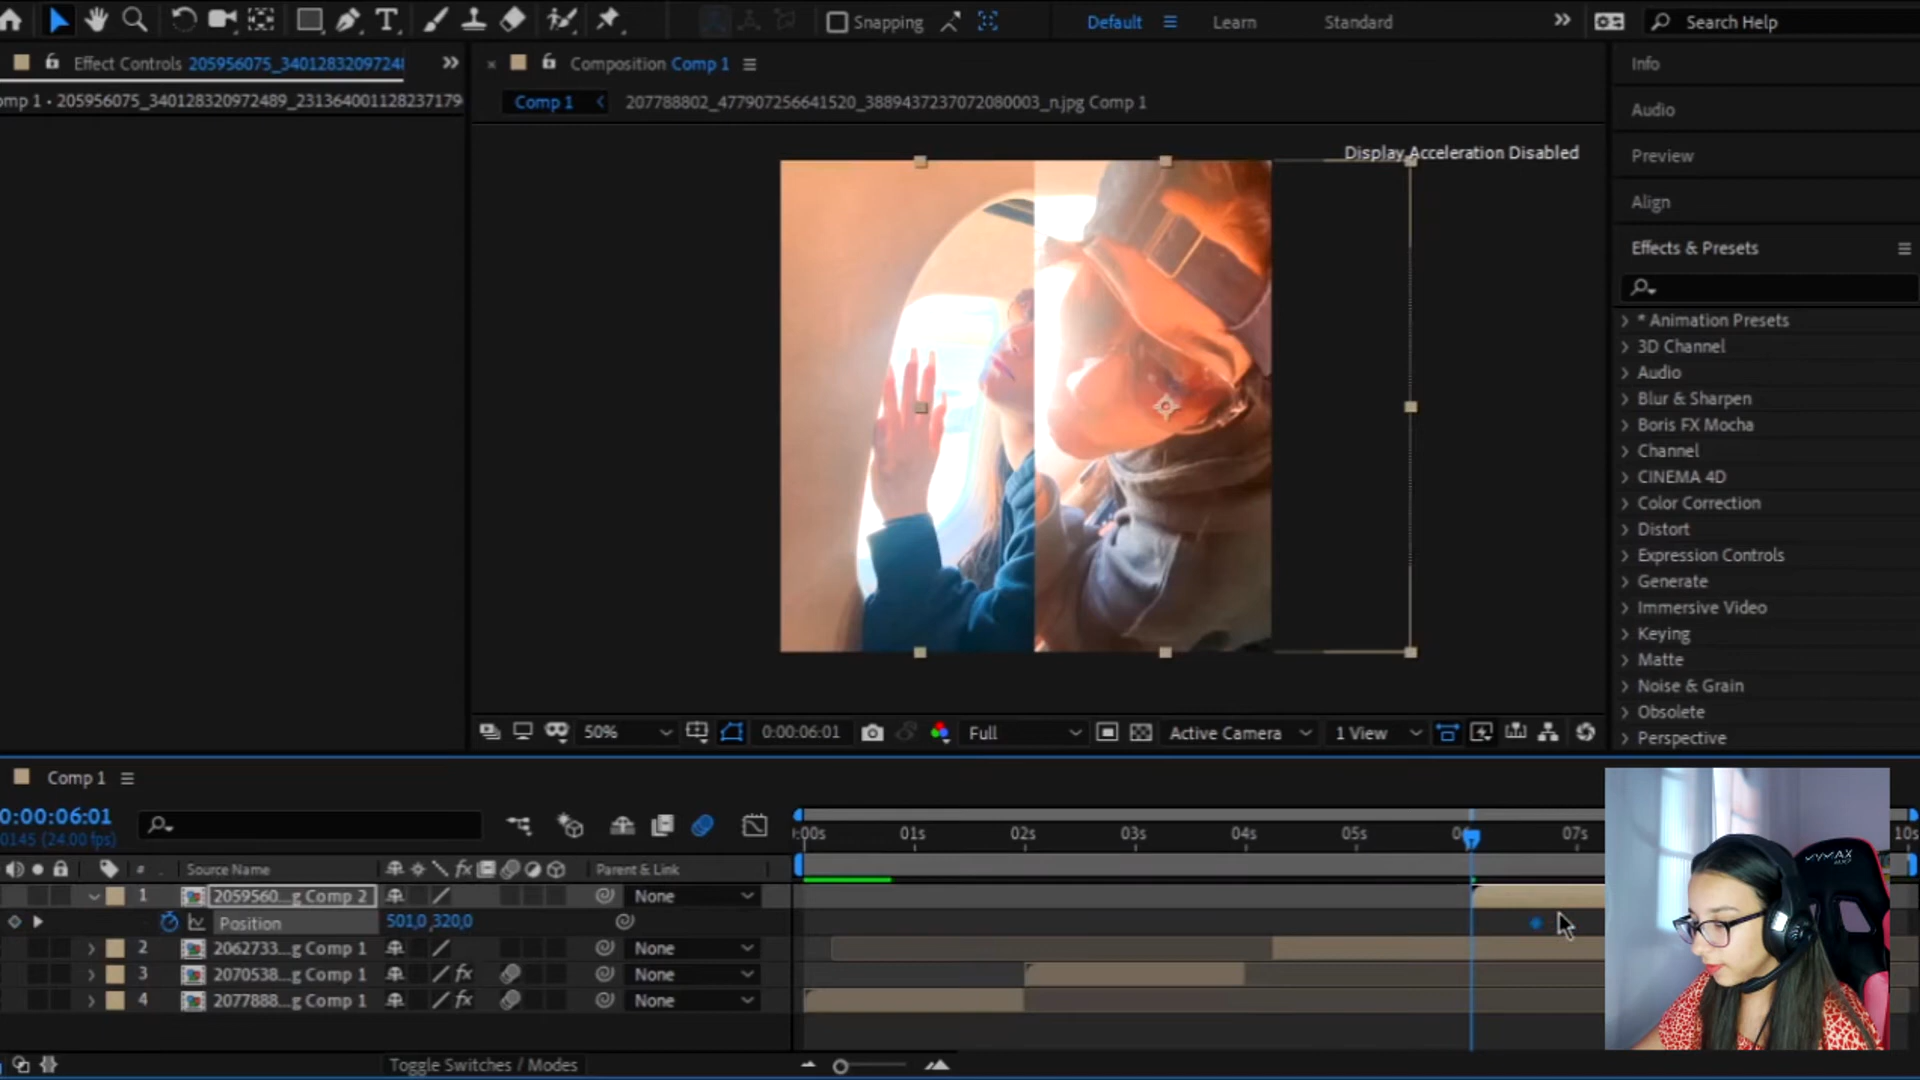 Snapping
Default
Learn
Standard
Search Help
Effect Controls 205956075_34012832097248
Composition Comp 1
Info
omp 1 • 205956075_340128320972489_231364001128237179
Comp 1
207788802_477907256641520_3889437237072080003_n.jpg Comp 1
Audio
Display Acceleration Disabled
Preview
Align
Effects & Presets
* Animation Presets
3D Channel
Audio
Blur & Sharpen
Boris FX Mocha
Channel
CINEMA 4D
Color Correction
Distort
Expression Controls
Generate
Immersive Video
Keying
Matte
Noise & Grain
Obsolete
Perspective
50%
0:00:06:01
Full
Active Camera
1 View
Comp 1
0:00:06:01
0145 (24.00 fps)
:00s 01s 02s 03s 04s 05s 06 07s 10s
# Source Name
Parent & Link
1 2059560...g Comp 2 None
Position 501,0,320,0
2 2062733...g Comp 1 None
3 2070538...g Comp 1 None
4 2077888...g Comp 1 None
Toggle Switches / Modes